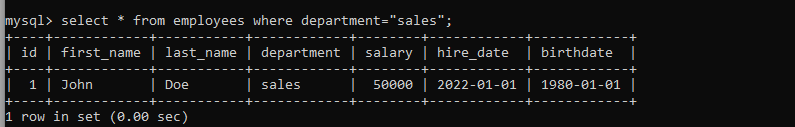 mysql> select * from employees where department="sales";
+----+------------+-----------+------------+--------+------------+------------+
| id | first_name | last_name | department | salary | hire_date  | birthdate  |
+----+------------+-----------+------------+--------+------------+------------+
|  1 | John       | Doe       | sales      |  50000 | 2022-01-01 | 1980-01-01 |
+----+------------+-----------+------------+--------+------------+------------+
1 row in set (0.00 sec)